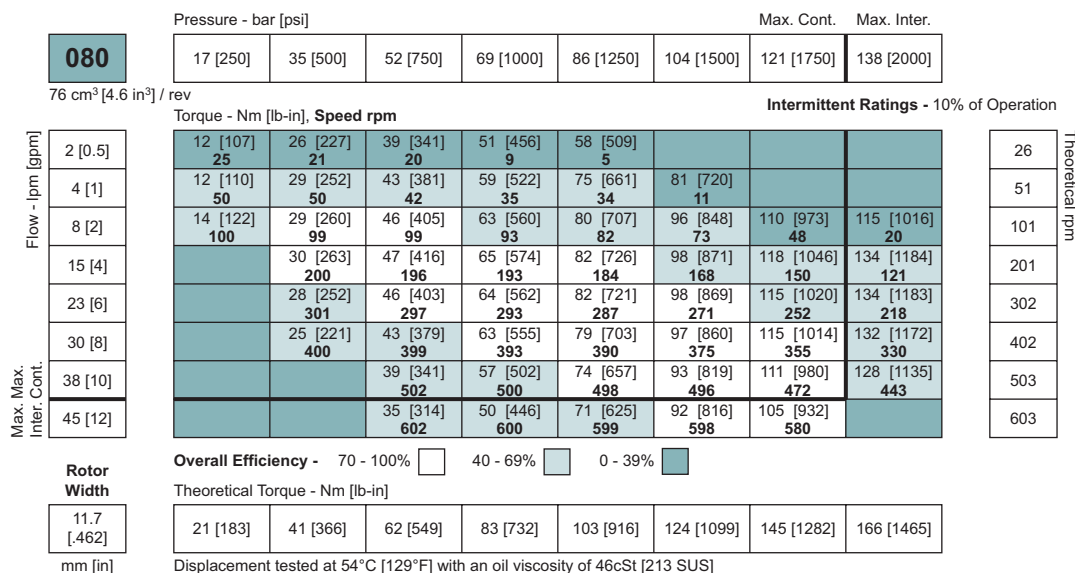 Pressure - bar [psi] Max. Cont. Max. Inter.
080 17 [250] 35 [500] 52 [750] 69 [1000] 86 [1250] 104 [1500] 121 [1750] 138 [2000]
76 cm³ [4.6 in³] / rev
Intermittent Ratings - 10% of Operation
Torque - Nm [lb-in], Speed rpm
Flow - lpm [gpm]
Theoretical rpm
2 [0.5] 12 [107] 26 [227] 39 [341] 51 [456] 58 [509] 26
25 21 20 9 5
4 [1] 12 [110] 29 [252] 43 [381] 59 [522] 75 [661] 81 [720] 51
50 50 42 35 34 11
8 [2] 14 [122] 29 [260] 46 [405] 63 [560] 80 [707] 96 [848] 110 [973] 115 [1016] 101
100 99 99 93 82 73 48 20
15 [4] 30 [263] 47 [416] 65 [574] 82 [726] 98 [871] 118 [1046] 134 [1184] 201
200 196 193 184 168 150 121
23 [6] 28 [252] 46 [403] 64 [562] 82 [721] 98 [869] 115 [1020] 134 [1183] 302
301 297 293 287 271 252 218
30 [8] 25 [221] 43 [379] 63 [555] 79 [703] 97 [860] 115 [1014] 132 [1172] 402
400 399 393 390 375 355 330
Max. Cont.
38 [10] 39 [341] 57 [502] 74 [657] 93 [819] 111 [980] 128 [1135] 503
502 500 498 496 472 443
Max. Inter.
45 [12] 35 [314] 50 [446] 71 [625] 92 [816] 105 [932] 603
602 600 599 598 580
Overall Efficiency - 70 - 100% 40 - 69% 0 - 39%
Rotor Width
Theoretical Torque - Nm [lb-in]
11.7 [.462] 21 [183] 41 [366] 62 [549] 83 [732] 103 [916] 124 [1099] 145 [1282] 166 [1465]
mm [in] Displacement tested at 54°C [129°F] with an oil viscosity of 46cSt [213 SUS]